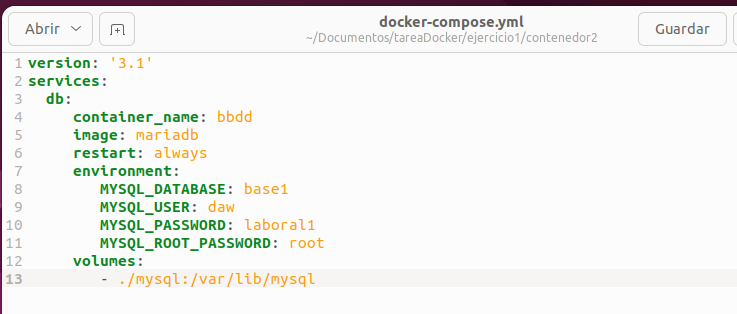 Abrir
docker-compose.yml
~/Documentos/tareaDocker/ejercicio1/contenedor2
Guardar
1 version: '3.1'
2 services:
3   db:
4      container_name: bbdd
5      image: mariadb
6      restart: always
7      environment:
8         MYSQL_DATABASE: base1
9         MYSQL_USER: daw
10         MYSQL_PASSWORD: laboral1
11         MYSQL_ROOT_PASSWORD: root
12      volumes:
13         - ./mysql:/var/lib/mysql